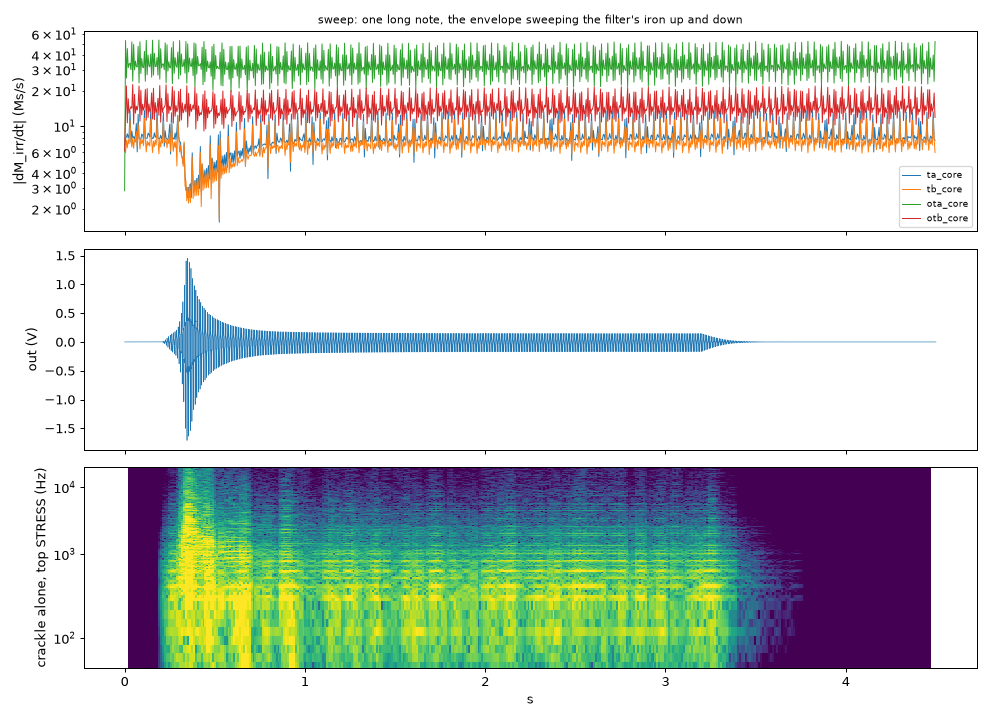 sweep: one long note, the envelope sweeping the filter's iron up and down
|dM_irr/dt| (Ms/s)
6 × 10¹
4 × 10¹
3 × 10¹
2 × 10¹
10¹
6 × 10⁰
4 × 10⁰
3 × 10⁰
2 × 10⁰
ta_core
tb_core
ota_core
otb_core
out (V)
1.5
1.0
0.5
0.0
−0.5
−1.0
−1.5
crackle alone, top STRESS (Hz)
10⁴
10³
10²
0 1 2 3 4
s